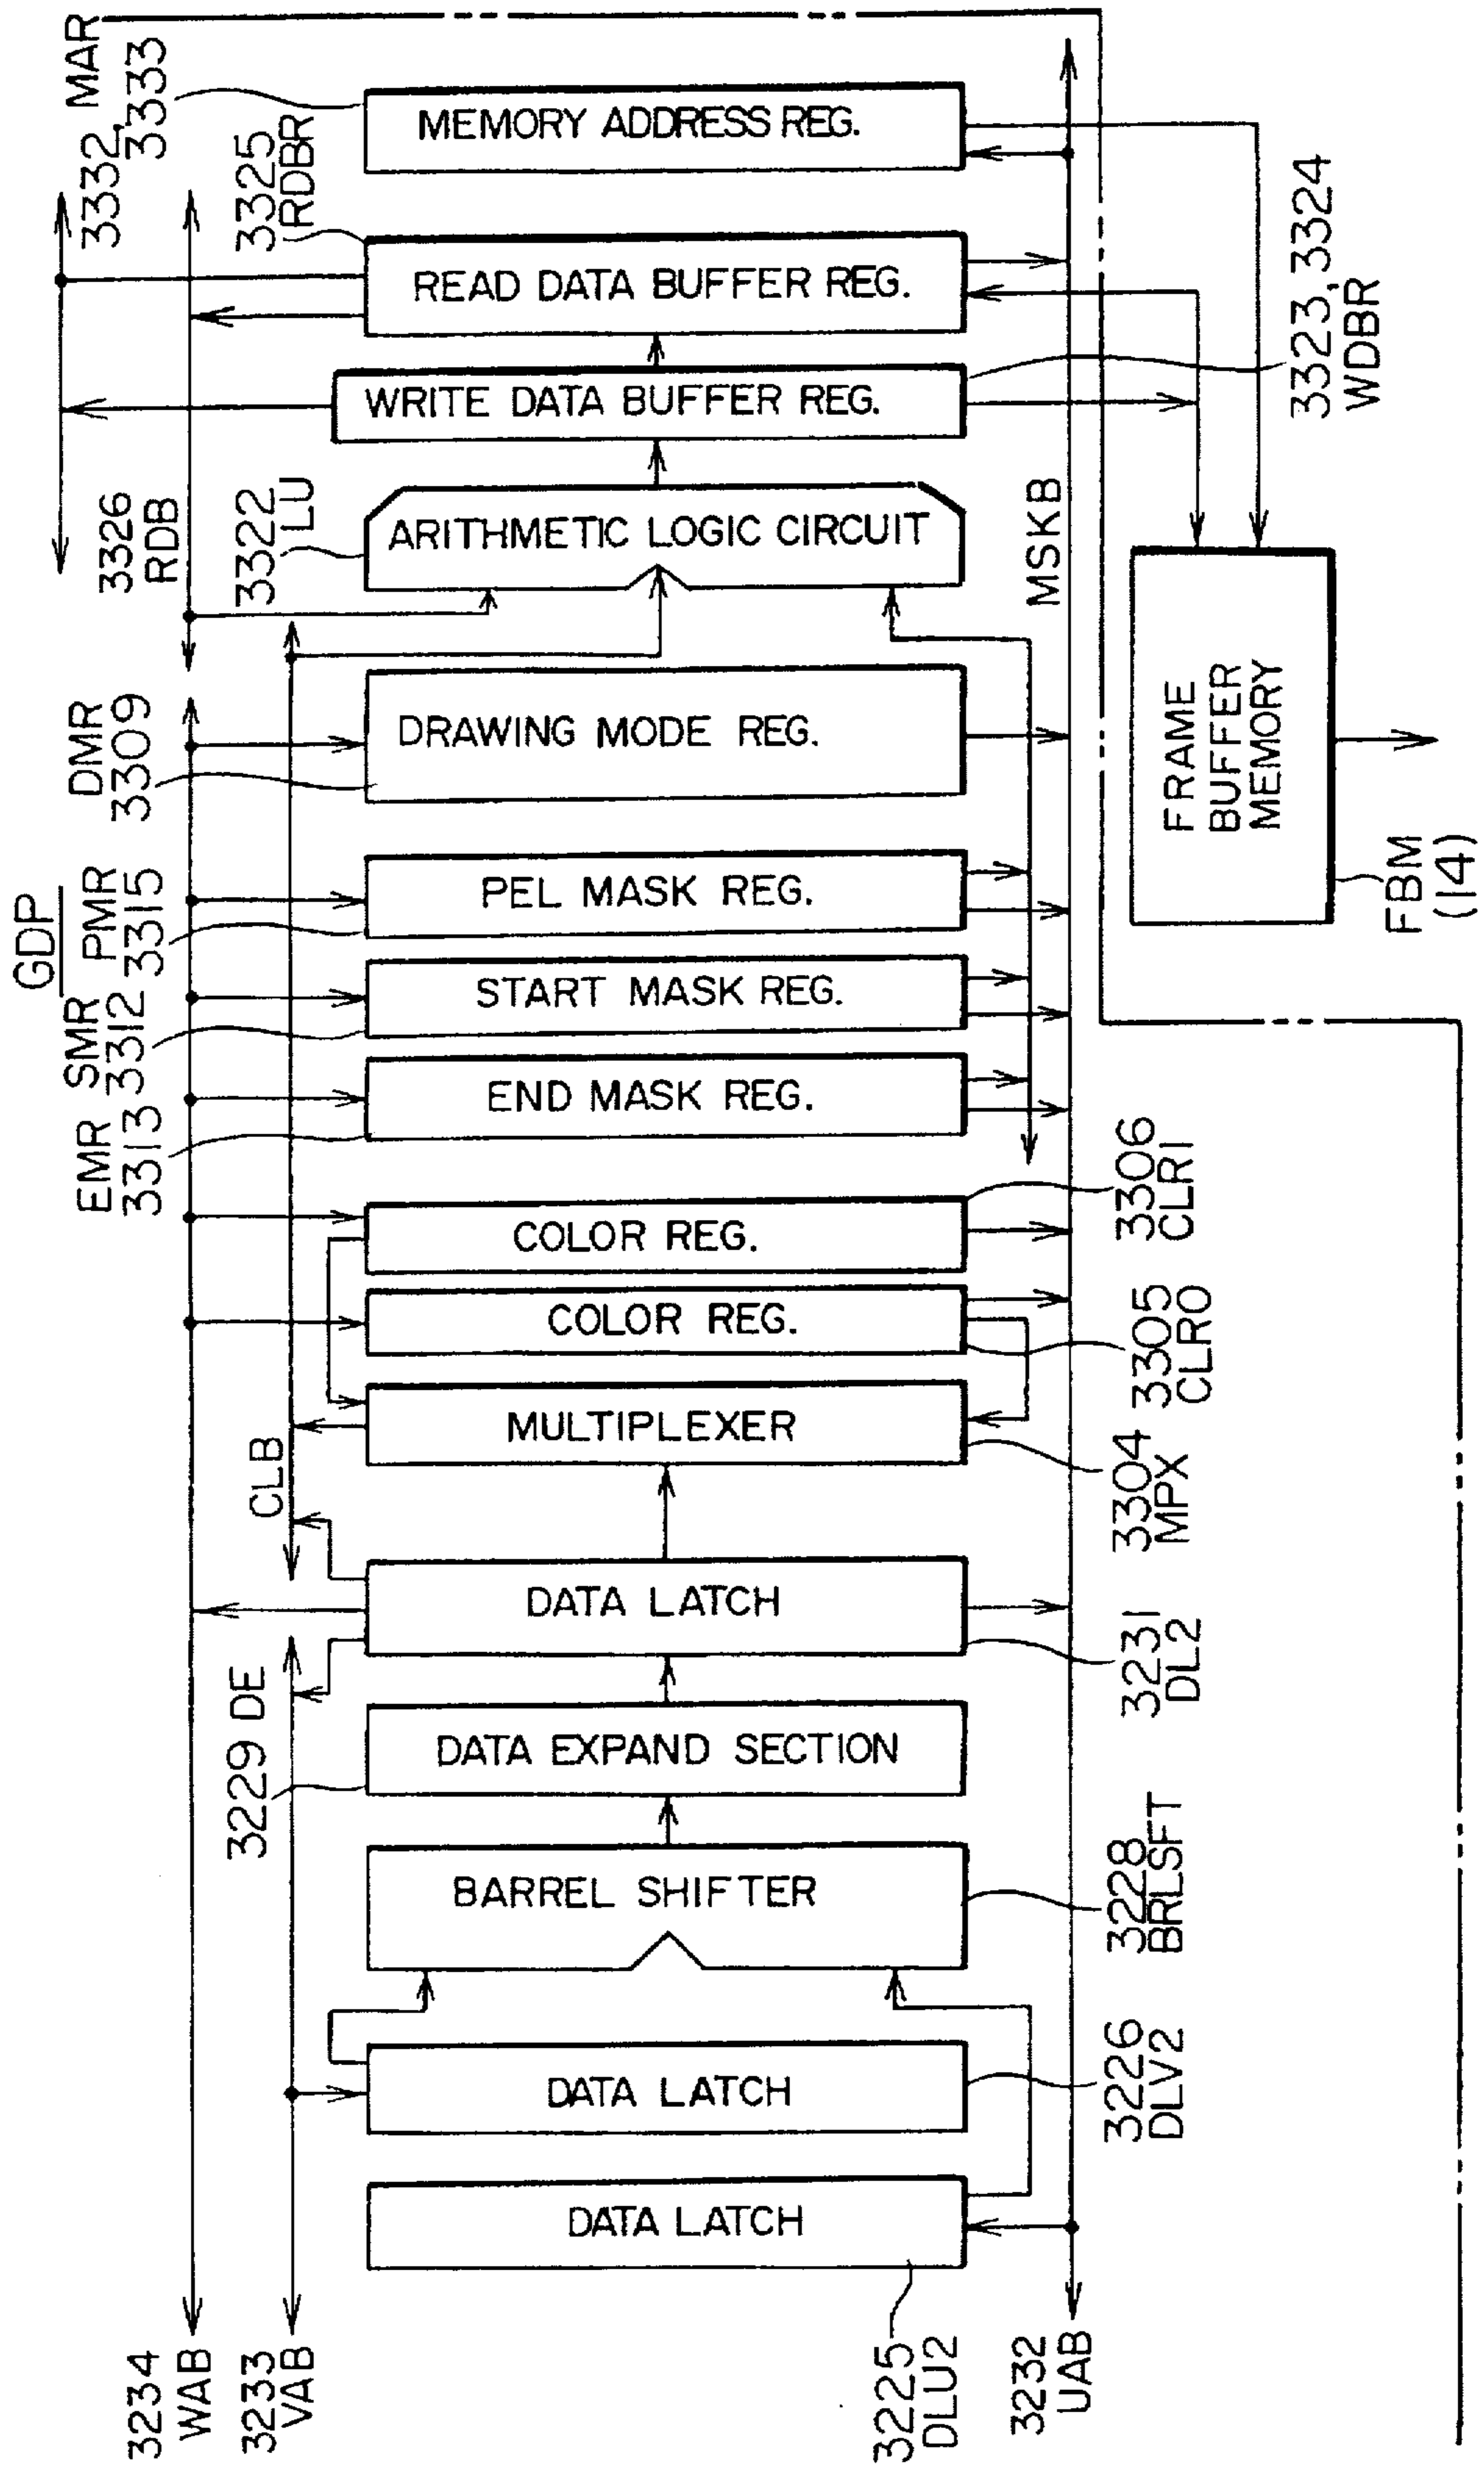 GDP
3332, 3333
MAR
MEMORY ADDRESS REG.
3325
RDBR
READ DATA BUFFER REG.
WRITE DATA BUFFER REG.
3323, 3324
WDBR
3326
RDB
3322
LU
ARITHMETIC LOGIC CIRCUIT
MSKB
DMR
3309
DRAWING MODE REG.
PMR
3315
PEL MASK REG.
SMR
3312
START MASK REG.
EMR
3313
END MASK REG.
FRAME
BUFFER
MEMORY
FBM
(14)
COLOR REG.
3306
CLR1
COLOR REG.
3305
CLR0
MULTIPLEXER
3304
MPX
CLB
DATA LATCH
3231
DL2
3229 DE
DATA EXPAND SECTION
BARREL SHIFTER
3228
BRLSFT
DATA LATCH
3226
DLV2
DATA LATCH
3225
DLU2
3234
WAB
3233
VAB
3232
UAB